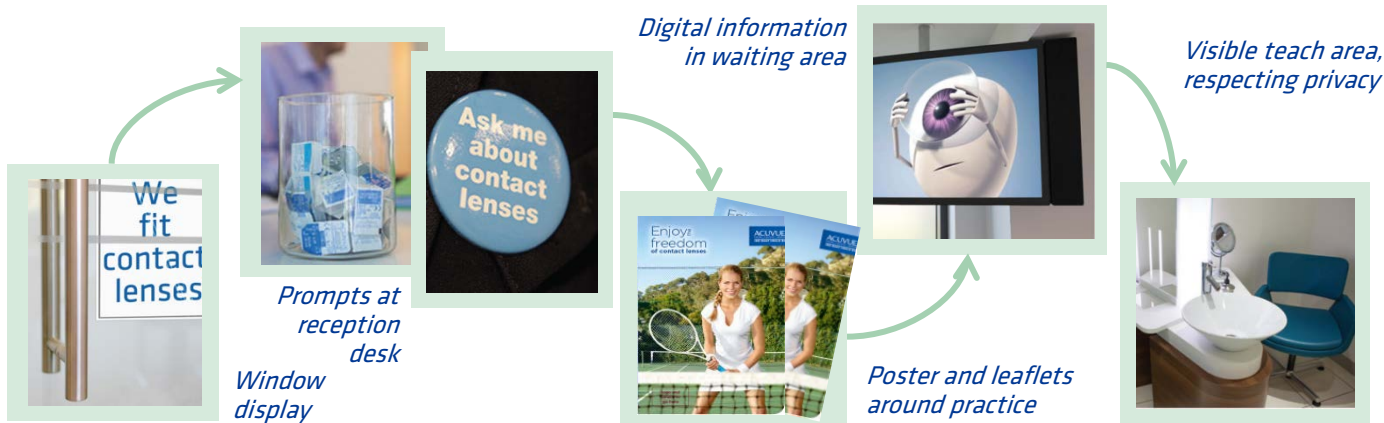 We
fit
contact
lenses
Window
display
Prompts at
reception
desk
Ask me
about
contact
lenses
Enjoy the
freedom
of contact lenses
ACUVUE
Poster and leaflets
around practice
Digital information
in waiting area
Visible teach area,
respecting privacy